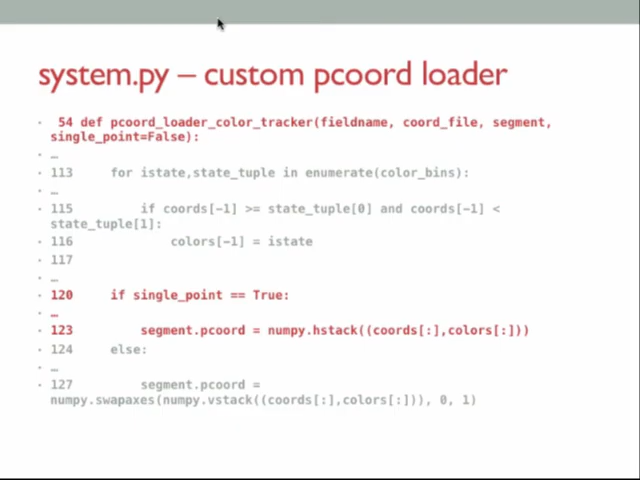 system.py – custom pcoord loader
54 def pcoord_loader_color_tracker(fieldname, coord_file, segment,
single_point=False):
…
113 for istate,state_tuple in enumerate(color_bins):
…
115 if coords[-1] >= state_tuple[0] and coords[-1] <
state_tuple[1]:
116 colors[-1] = istate
117
…
120 if single_point == True:
…
123 segment.pcoord = numpy.hstack((coords[:],colors[:]))
124 else:
…
127 segment.pcoord =
numpy.swapaxes(numpy.vstack((coords[:],colors[:])), 0, 1)